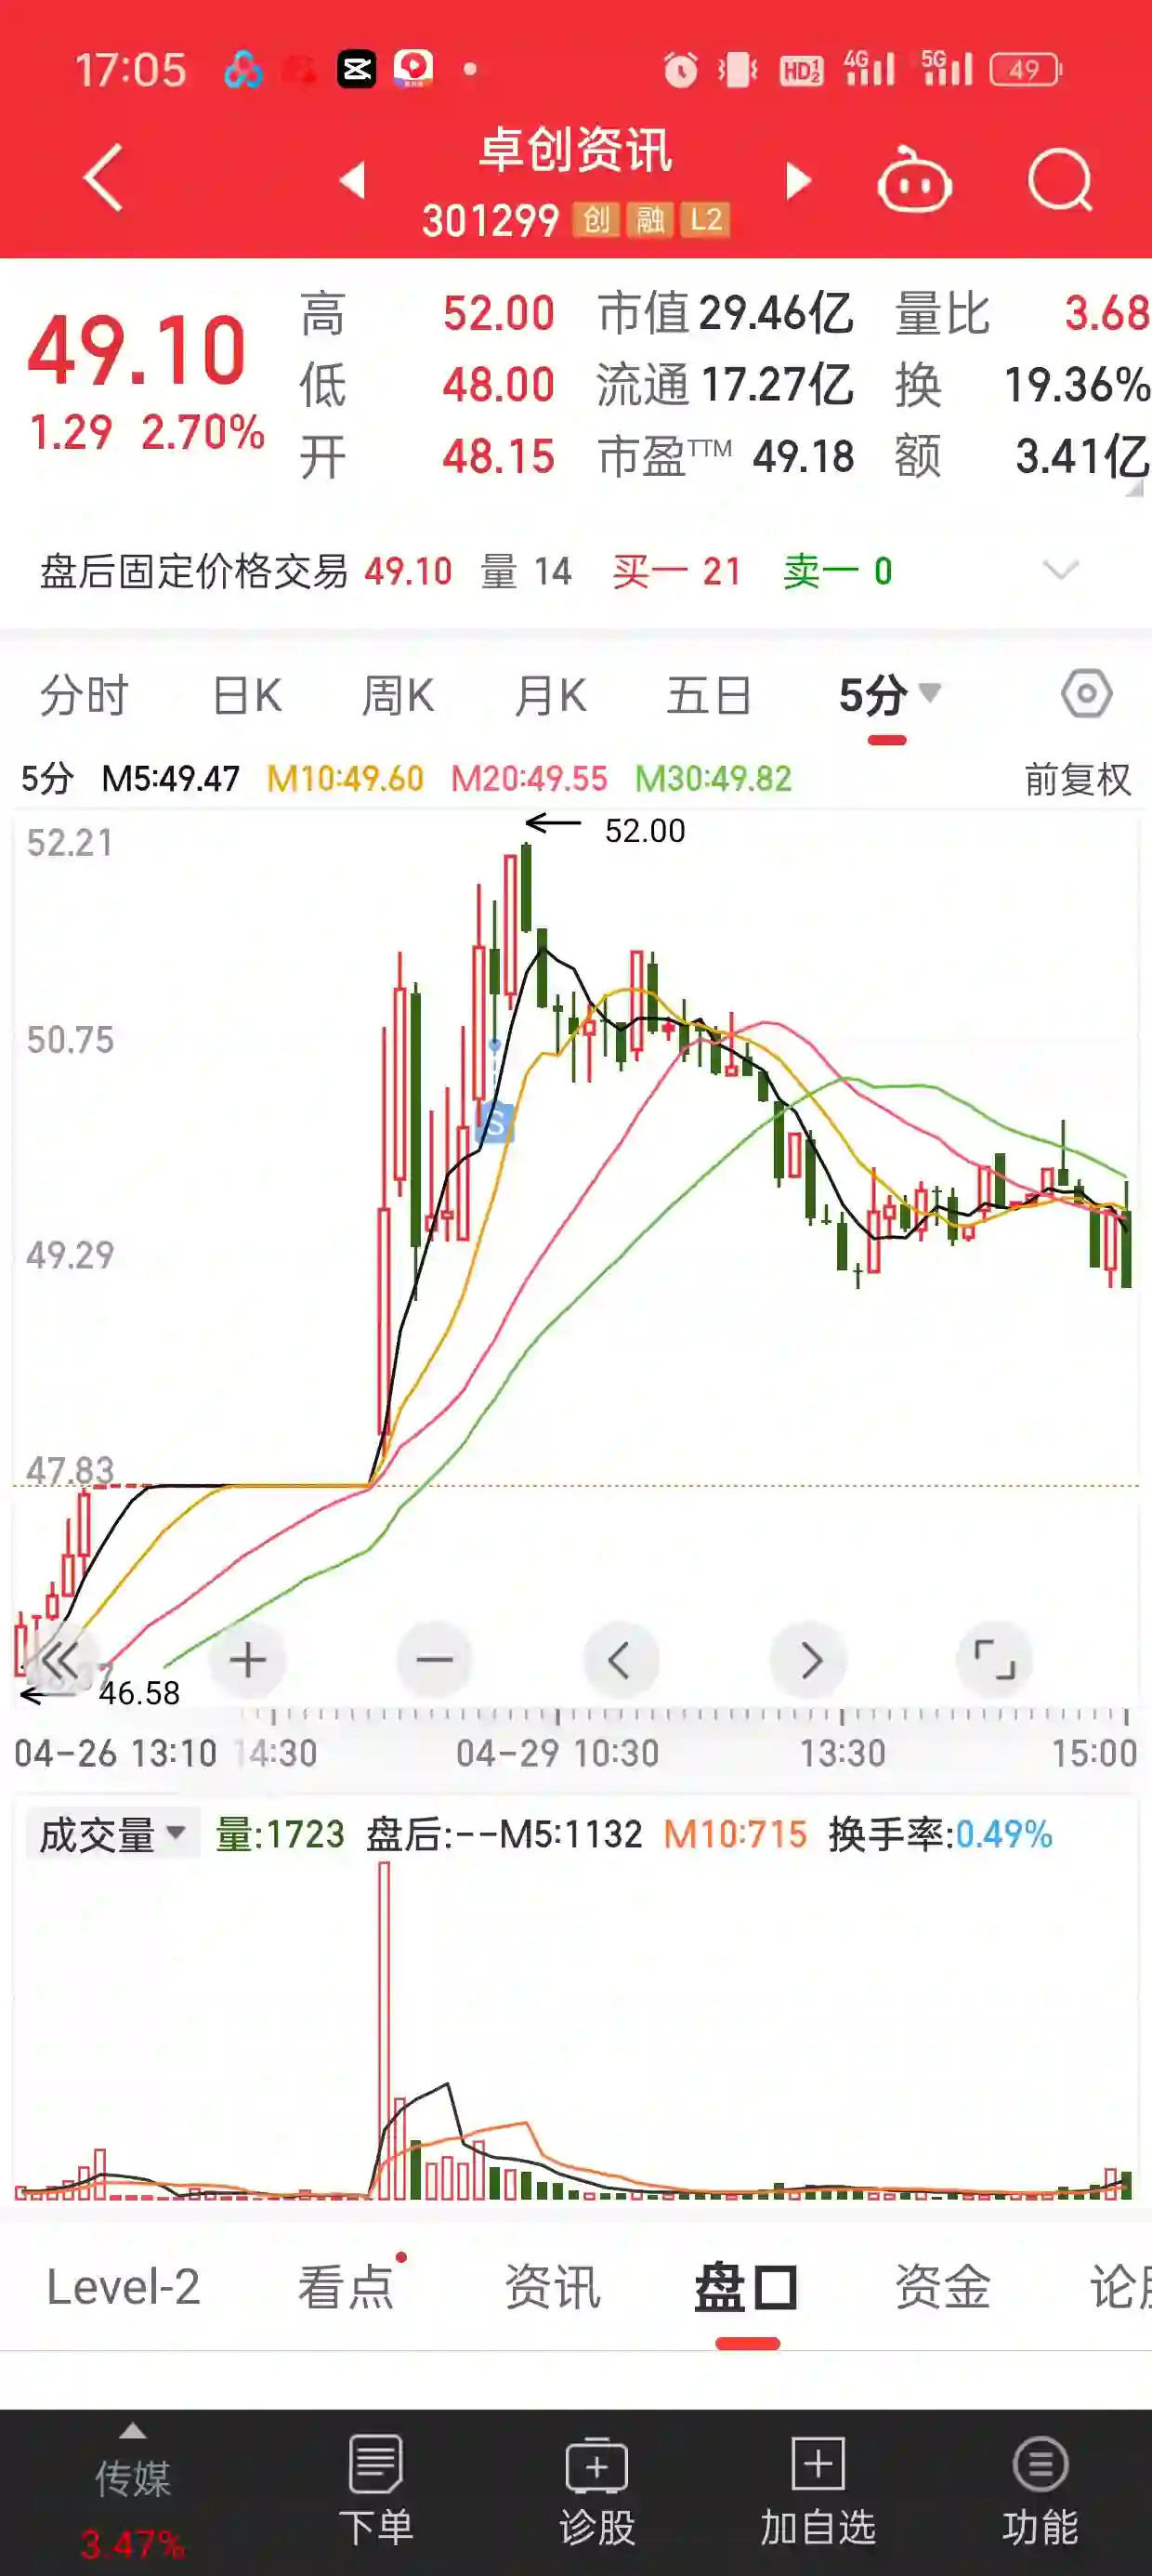 17:05 HD 1 2 4G 5G 49
卓创资讯
301299 创 融 L2
49.10
1.29 2.70%
高 52.00 市值 29.46亿 量比 3.68
低 48.00 流通 17.27亿 换 19.36%
开 48.15 市盈TTM 49.18 额 3.41亿
盘后固定价格交易 49.10 量 14 买一 21 卖一 0
分时 日K 周K 月K 五日 5分
5分 M5:49.47 M10:49.60 M20:49.55 M30:49.82 前复权
52.21
52.00
50.75
S
49.29
47.83
46.58
04-26 13:10 14:30 04-29 10:30 13:30 15:00
成交量 量:1723 盘后:--M5:1132 M10:715 换手率:0.49%
Level-2 看点 资讯 盘口 资金
传媒 下单 诊股 加自选 功能
3.47%